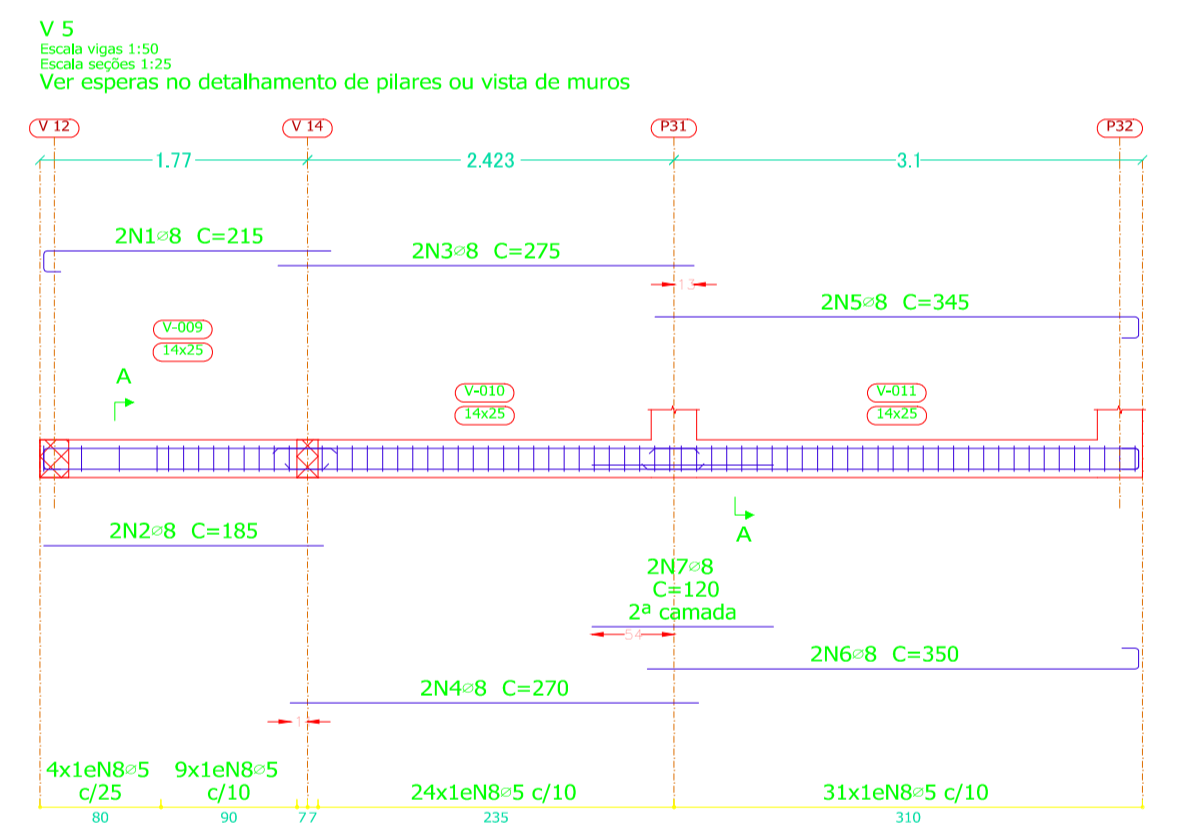 V 5
Escala vigas 1:50
Escala seções 1:25
Ver esperas no detalhamento de pilares ou vista de muros
V 12
V 14
P31
P32
1.77
2.423
3.1
2N1⌀8 C=215
2N3⌀8 C=275
13
2N5⌀8 C=345
V-009
14x25
A
V-010
14x25
V-011
14x25
2N2⌀8 C=185
A
2N7⌀8
C=120
2ª camada
54
2N6⌀8 C=350
2N4⌀8 C=270
4x1eN8⌀5
c/25
9x1eN8⌀5
c/10
24x1eN8⌀5 c/10
31x1eN8⌀5 c/10
80
90
7
7
235
310